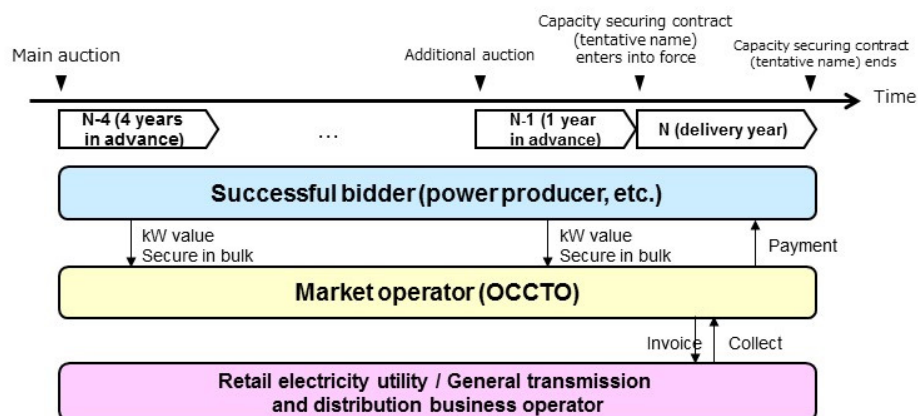 Capacity securing contract
(tentative name)
enters into force
Capacity securing contract
(tentative name) ends
Main auction
Additional auction
Time
N-4 (4 years
in advance)
...
N-1 (1 year
in advance)
N (delivery year)
Successful bidder (power producer, etc.)
kW value
Secure in bulk
kW value
Secure in bulk
Payment
Market operator (OCCTO)
Invoice
Collect
Retail electricity utility / General transmission
and distribution business operator